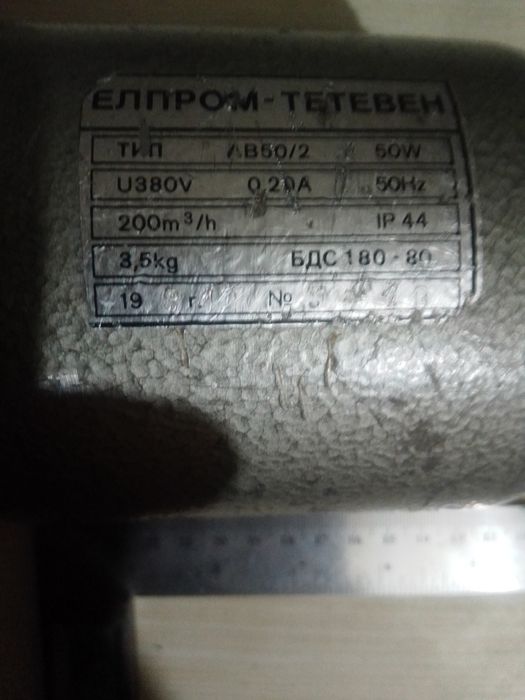 ЕЛПРОМ-ТЕТЕВЕН
ТИП АВ50/2 50W
U380V 0,20A 50Hz
200m³/h IP 44
3,5kg БДС 180-80
19 г. №